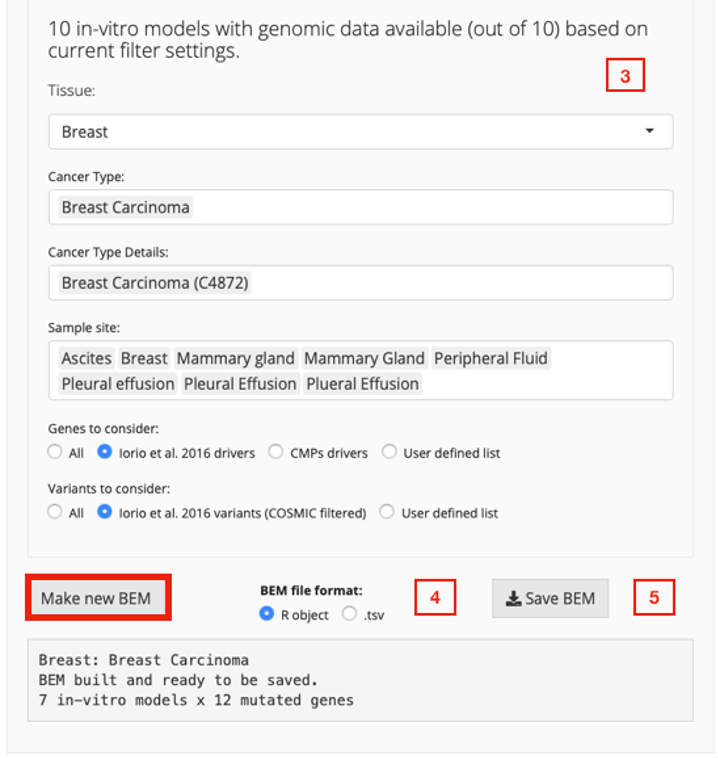 10 in-vitro models with genomic data available (out of 10) based on
current filter settings.
3
Tissue:
Breast
Cancer Type:
Breast Carcinoma
Cancer Type Details:
Breast Carcinoma (C4872)
Sample site:
Ascites Breast Mammary gland Mammary Gland Peripheral Fluid
Pleural effusion Pleural Effusion Plueral Effusion
Genes to consider:
All Iorio et al. 2016 drivers CMPs drivers User defined list
Variants to consider:
All Iorio et al. 2016 variants (COSMIC filtered) User defined list
Make new BEM
BEM file format:
R object .tsv
4
Save BEM
5
Breast: Breast Carcinoma
BEM built and ready to be saved.
7 in-vitro models x 12 mutated genes